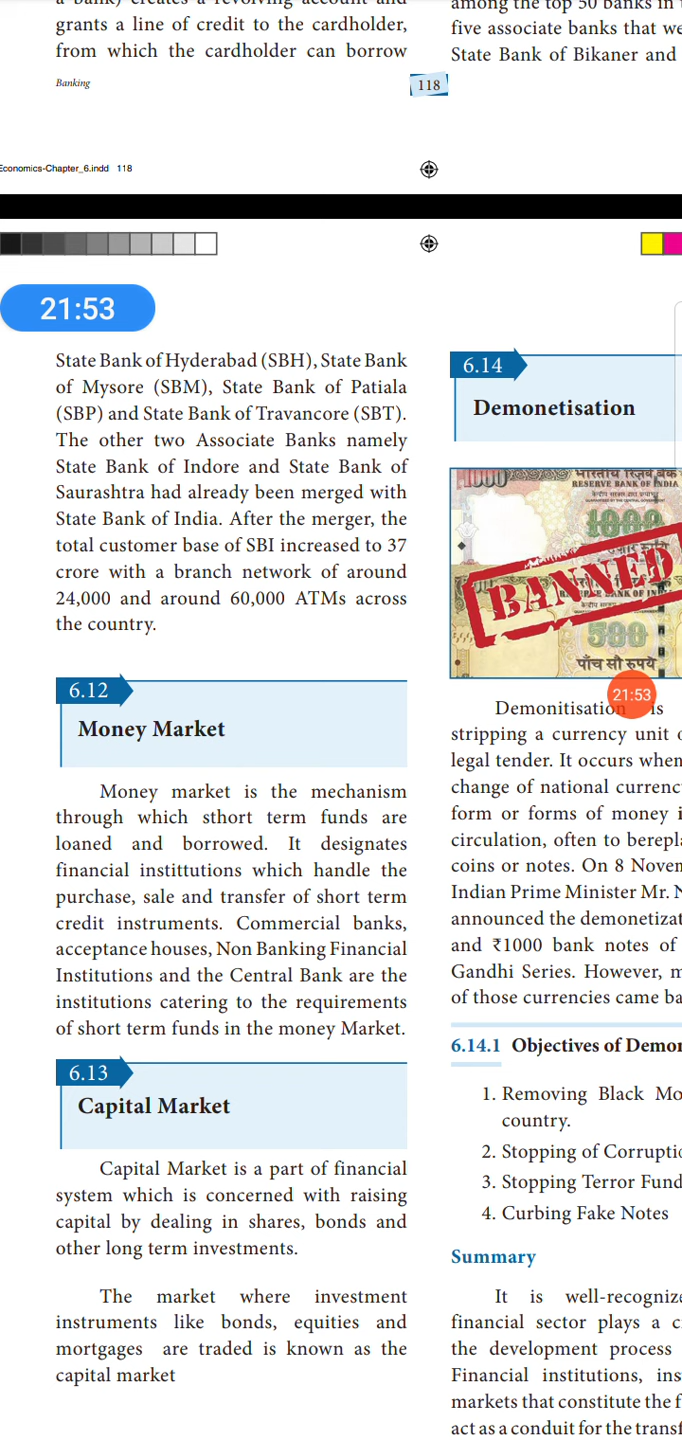 a bank) creates a revolving account and
grants a line of credit to the cardholder,
from which the cardholder can borrow
among the top 50 banks in
five associate banks that we
State Bank of Bikaner and
Banking
118
Economics-Chapter_6.indd 118
21:53
State Bank of Hyderabad (SBH), State Bank
of Mysore (SBM), State Bank of Patiala
(SBP) and State Bank of Travancore (SBT).
The other two Associate Banks namely
State Bank of Indore and State Bank of
Saurashtra had already been merged with
State Bank of India. After the merger, the
total customer base of SBI increased to 37
crore with a branch network of around
24,000 and around 60,000 ATMs across
the country.
6.12
Money Market
Money market is the mechanism
through which sthort term funds are
loaned and borrowed. It designates
financial instittutions which handle the
purchase, sale and transfer of short term
credit instruments. Commercial banks,
acceptance houses, Non Banking Financial
Institutions and the Central Bank are the
institutions catering to the requirements
of short term funds in the money Market.
6.13
Capital Market
Capital Market is a part of financial
system which is concerned with raising
capital by dealing in shares, bonds and
other long term investments.
The market where investment
instruments like bonds, equities and
mortgages are traded is known as the
capital market
6.14
Demonetisation
1000
भारतीय रिज़र्व बैंक
RESERVE BANK OF INDIA
1000
BANNED
500
पाँच सौ रुपये
21:53
Demonitisation is
stripping a currency unit
legal tender. It occurs when
change of national currency
form or forms of money i
circulation, often to berepl
coins or notes. On 8 Novem
Indian Prime Minister Mr. N
announced the demonetizat
and ₹1000 bank notes of
Gandhi Series. However, m
of those currencies came ba
6.14.1 Objectives of Demon
1. Removing Black Mo
country.
2. Stopping of Corruptio
3. Stopping Terror Fund
4. Curbing Fake Notes
Summary
It is well-recognize
financial sector plays a c
the development process
Financial institutions, ins
markets that constitute the f
act as a conduit for the transf